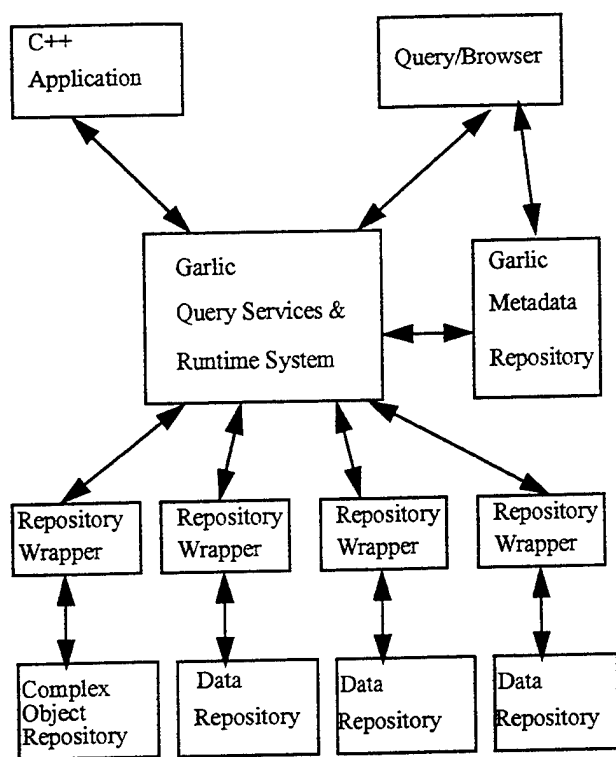 C++
Application
Query/Browser
Garlic
Query Services &
Runtime System
Garlic
Metadata
Repository
Repository
Wrapper
Repository
Wrapper
Repository
Wrapper
Repository
Wrapper
Complex
Object
Repository
Data
Repository
Data
Repository
Data
Repository